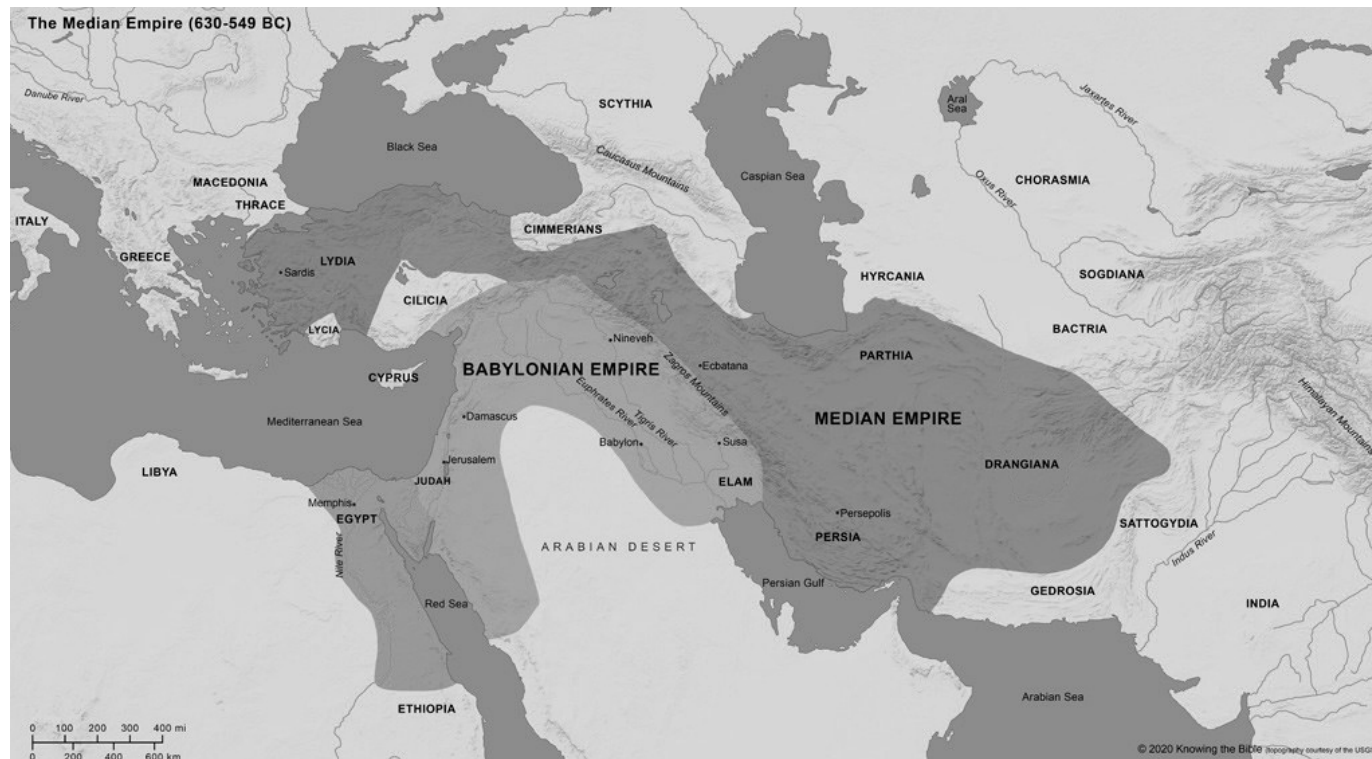 The Median Empire (630-549 BC)
Danube River
Black Sea
SCYTHIA
Caucasus Mountains
Caspian Sea
Aral
Sea
Jaxartes River
Oxus River
CHORASMIA
MACEDONIA
THRACE
ITALY
GREECE
LYDIA
Sardis
CIMMERIANS
HYRCANIA
SOGDIANA
CILICIA
LYCIA
BACTRIA
Nineveh
PARTHIA
CYPRUS
BABYLONIAN EMPIRE
Zagros Mountains
Ecbatana
Himalayan Mountains
Mediterranean Sea
Damascus
Euphrates River
Tigris River
MEDIAN EMPIRE
Babylon
Susa
LIBYA
Jerusalem
JUDAH
ELAM
DRANGIANA
Memphis
EGYPT
Persepolis
SATTOGYDIA
Nile River
ARABIAN DESERT
PERSIA
Indus River
Persian Gulf
GEDROSIA
Red Sea
INDIA
Arabian Sea
ETHIOPIA
0 100 200 300 400 mi
0 200 400 600 km
© 2020 Knowing the Bible (topography courtesy of the USG